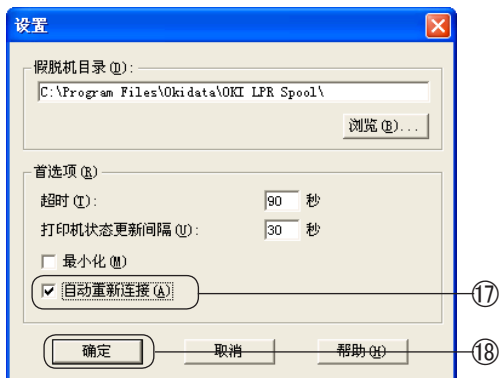 设置
假脱机目录(D):
C:\Program Files\Okidata\OKI LPR Spool\
浏览(B)...
首选项(R)
超时(T): 90 秒
打印机状态更新间隔(U): 30 秒
最小化(M)
自动重新连接(A) ⑰
确定 取消 帮助(H) ⑱